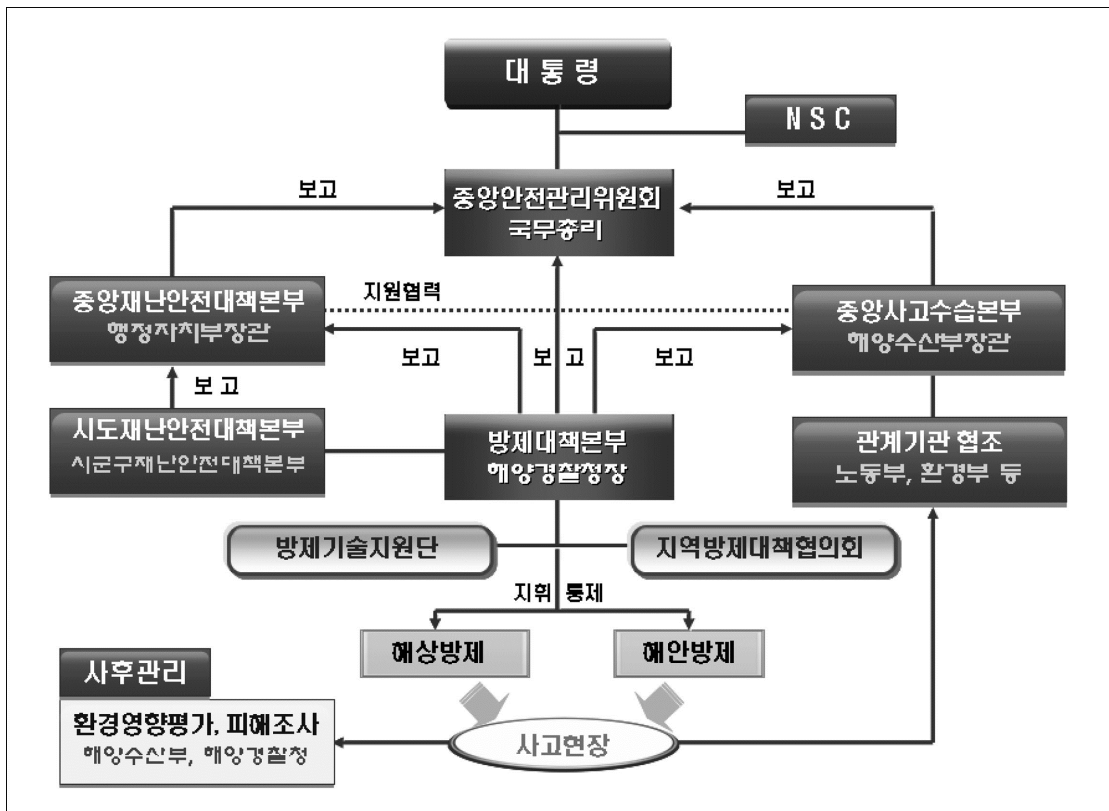 대 통 령
N S C
보고
보고
중앙안전관리위원회
국무총리
중앙재난안전대책본부
행정자치부장관
지원협력
중앙사고수습본부
해양수산부장관
보고
보 고
보고
보 고
시도재난안전대책본부
시군구재난안전대책본부
방제대책본부
해양경찰청장
관계기관 협조
노동부, 환경부 등
방제기술지원단
지역방제대책협의회
지휘 통제
해상방제
해안방제
사후관리
환경영향평가, 피해조사
해양수산부, 해양경찰청
사고현장